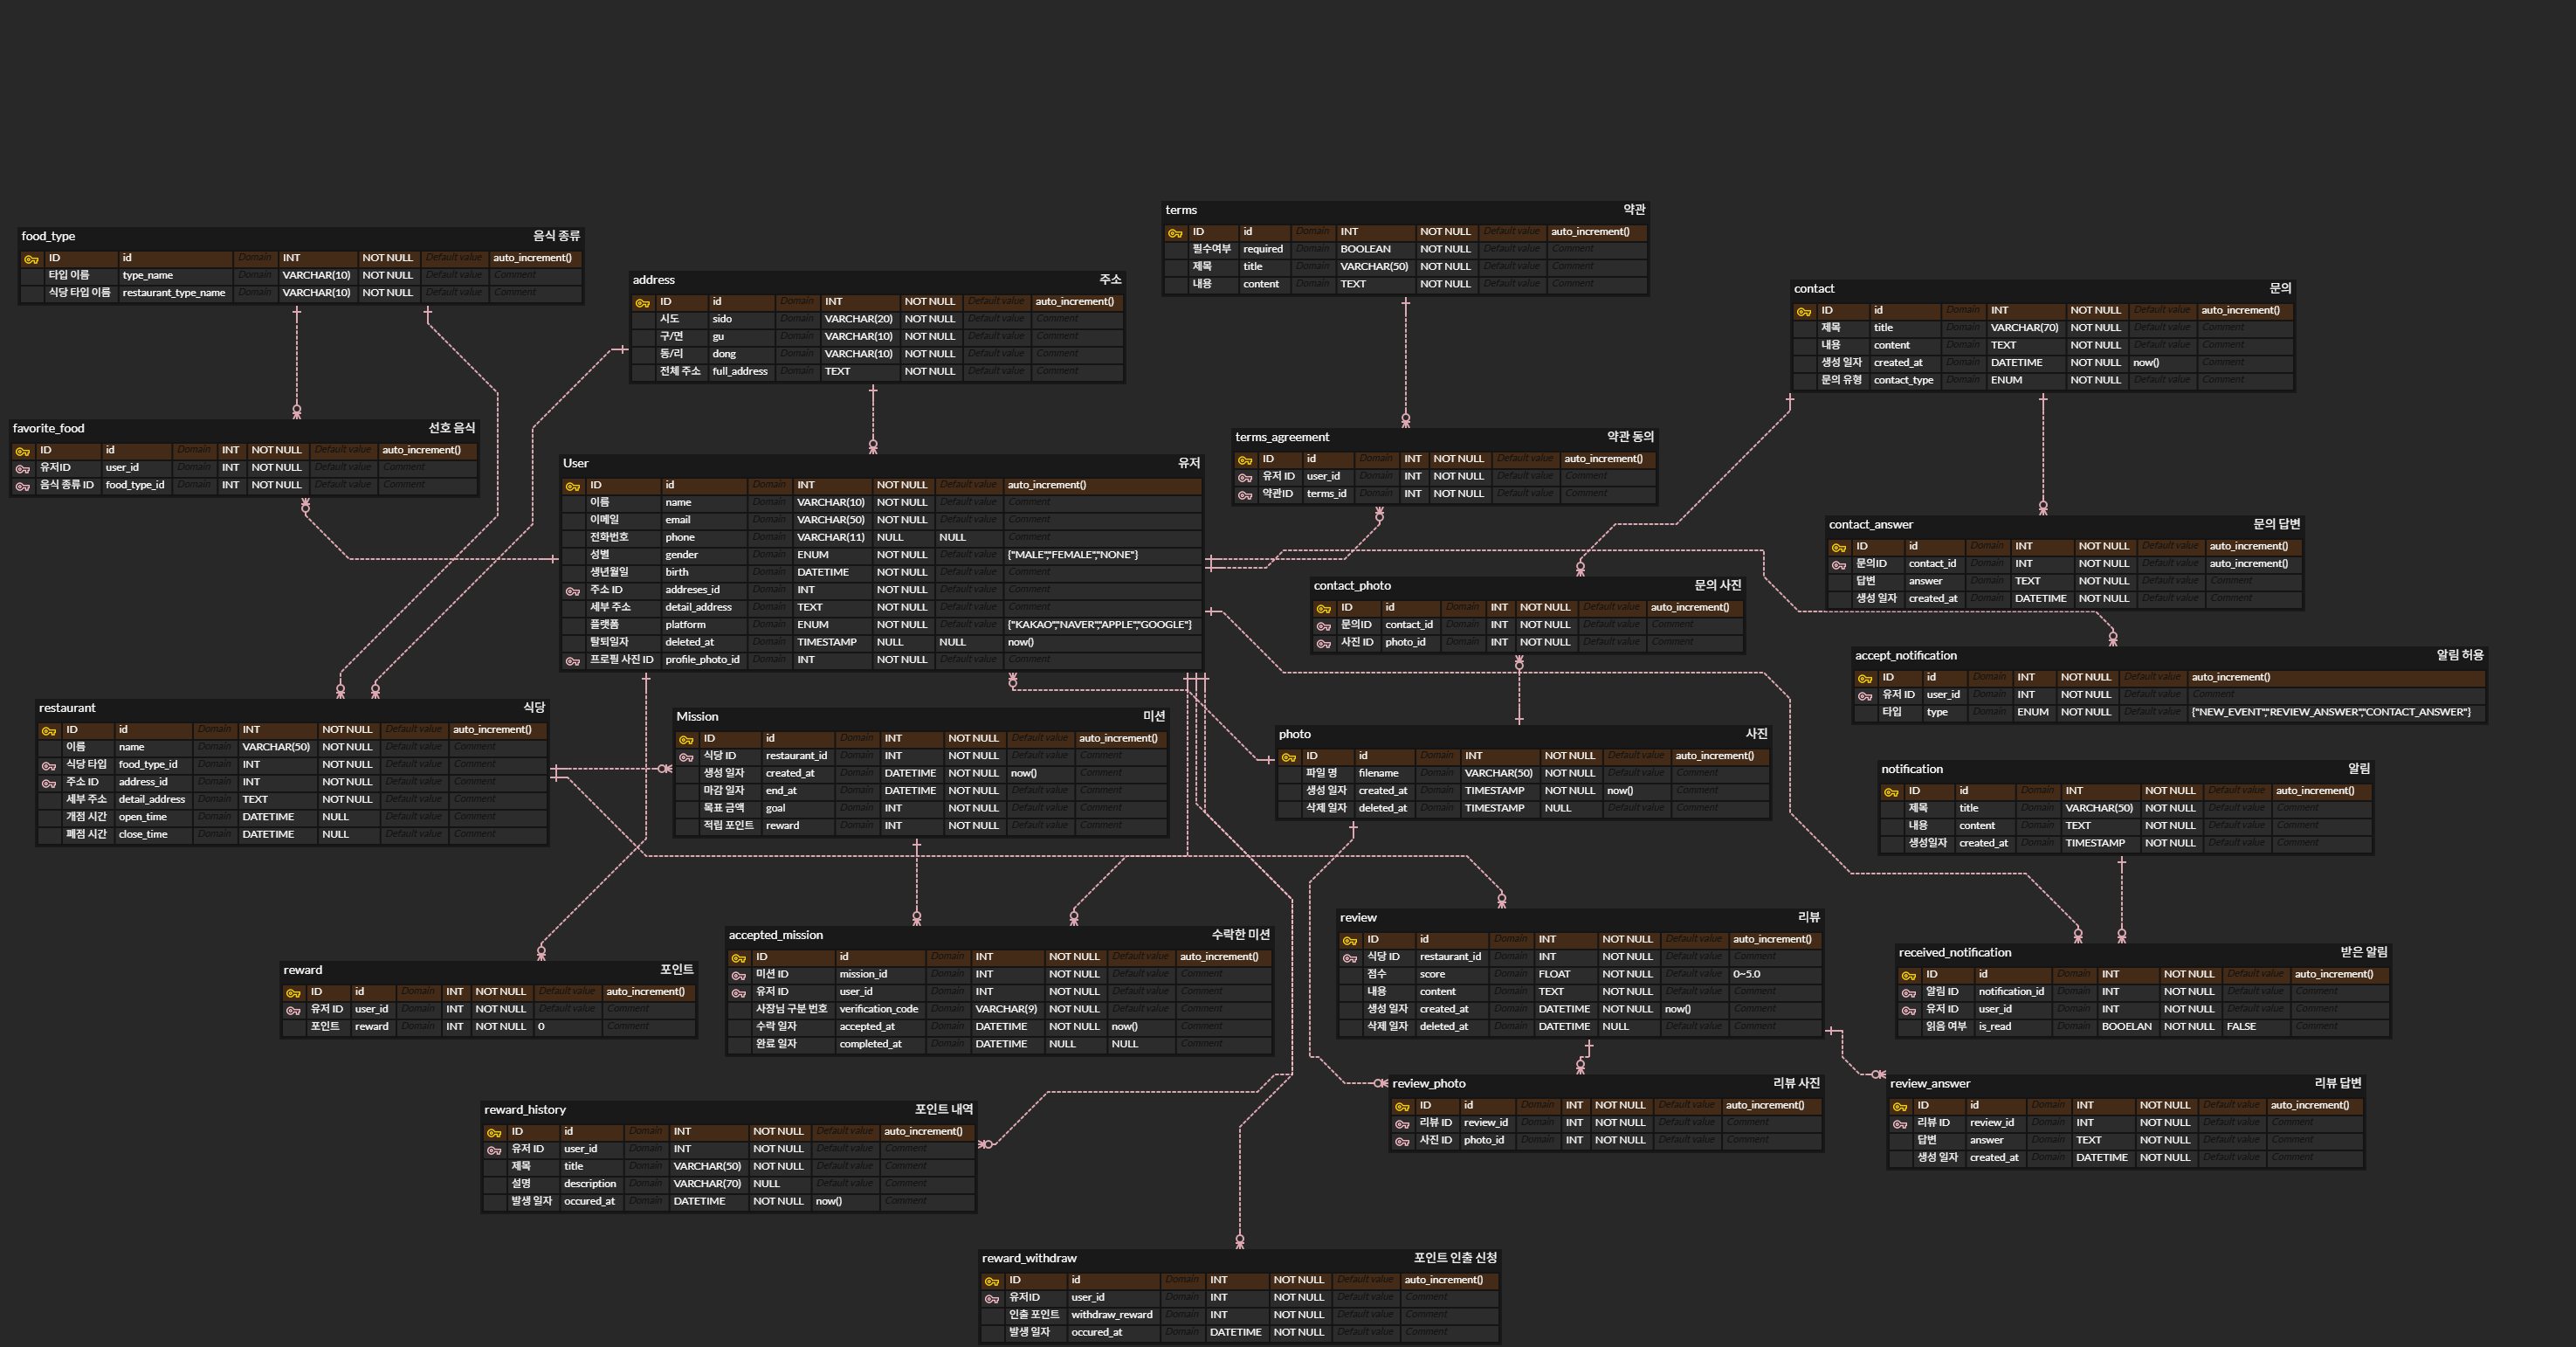 terms 약관
ID id Domain INT NOT NULL Default value auto_increment()
필수여부 required Domain BOOLEAN NOT NULL Default value Comment
제목 title Domain VARCHAR(50) NOT NULL Default value Comment
내용 content Domain TEXT NOT NULL Default value Comment
food_type 음식 종류
ID id Domain INT NOT NULL Default value auto_increment()
타입 이름 type_name Domain VARCHAR(10) NOT NULL Default value Comment
식당 타입 이름 restaurant_type_name Domain VARCHAR(10) NOT NULL Default value Comment
address 주소
ID id Domain INT NOT NULL Default value auto_increment()
시도 sido Domain VARCHAR(20) NOT NULL Default value Comment
구/면 gu Domain VARCHAR(10) NOT NULL Default value Comment
동/리 dong Domain VARCHAR(10) NOT NULL Default value Comment
전체 주소 full_address Domain TEXT NOT NULL Default value Comment
contact 문의
ID id Domain INT NOT NULL Default value auto_increment()
제목 title Domain VARCHAR(70) NOT NULL Default value Comment
내용 content Domain TEXT NOT NULL Default value Comment
생성 일자 created_at Domain DATETIME NOT NULL now() Comment
문의 유형 contact_type Domain ENUM NOT NULL Default value Comment
favorite_food 선호 음식
ID id Domain INT NOT NULL Default value auto_increment()
유저ID user_id Domain INT NOT NULL Default value Comment
음식 종류 ID food_type_id Domain INT NOT NULL Default value Comment
terms_agreement 약관 동의
ID id Domain INT NOT NULL Default value auto_increment()
유저 ID user_id Domain INT NOT NULL Default value Comment
약관ID terms_id Domain INT NOT NULL Default value Comment
User 유저
ID id Domain INT NOT NULL Default value auto_increment()
이름 name Domain VARCHAR(10) NOT NULL Default value Comment
이메일 email Domain VARCHAR(50) NOT NULL Default value Comment
전화번호 phone Domain VARCHAR(11) NULL NULL Comment
성별 gender Domain ENUM NOT NULL Default value {"MALE","FEMALE","NONE"}
생년월일 birth Domain DATETIME NOT NULL Default value Comment
주소 ID addreses_id Domain INT NOT NULL Default value Comment
세부 주소 detail_address Domain TEXT NOT NULL Default value Comment
플랫폼 platform Domain ENUM NOT NULL Default value {"KAKAO","NAVER","APPLE","GOOGLE"}
탈퇴일자 deleted_at Domain TIMESTAMP NULL NULL now()
프로필 사진 ID profile_photo_id Domain INT NOT NULL Default value Comment
contact_answer 문의 답변
ID id Domain INT NOT NULL Default value auto_increment()
문의ID contact_id Domain INT NOT NULL Default value auto_increment()
답변 answer Domain TEXT NOT NULL Default value Comment
생성 일자 created_at Domain DATETIME NOT NULL Default value Comment
contact_photo 문의 사진
ID id Domain INT NOT NULL Default value auto_increment()
문의ID contact_id Domain INT NOT NULL Default value Comment
사진 ID photo_id Domain INT NOT NULL Default value Comment
accept_notification 알림 허용
ID id Domain INT NOT NULL Default value auto_increment()
유저 ID user_id Domain INT NOT NULL Default value Comment
타입 type Domain ENUM NOT NULL Default value {"NEW_EVENT","REVIEW_ANSWER","CONTACT_ANSWER"}
restaurant 식당
ID id Domain INT NOT NULL Default value auto_increment()
이름 name Domain VARCHAR(50) NOT NULL Default value Comment
식당 타입 food_type_id Domain INT NOT NULL Default value Comment
주소 ID address_id Domain INT NOT NULL Default value Comment
세부 주소 detail_address Domain TEXT NOT NULL Default value Comment
개점 시간 open_time Domain DATETIME NULL Default value Comment
폐점 시간 close_time Domain DATETIME NULL Default value Comment
Mission 미션
ID id Domain INT NOT NULL Default value auto_increment()
식당 ID restaurant_id Domain INT NOT NULL Default value Comment
생성 일자 created_at Domain DATETIME NOT NULL now() Comment
마감 일자 end_at Domain DATETIME NOT NULL Default value Comment
목표 금액 goal Domain INT NOT NULL Default value Comment
적립 포인트 reward Domain INT NOT NULL Default value Comment
photo 사진
ID id Domain INT NOT NULL Default value auto_increment()
파일 명 filename Domain VARCHAR(50) NOT NULL Default value Comment
생성 일자 created_at Domain TIMESTAMP NOT NULL now() Comment
삭제 일자 deleted_at Domain TIMESTAMP NULL Default value Comment
notification 알림
ID id Domain INT NOT NULL Default value auto_increment()
제목 title Domain VARCHAR(50) NOT NULL Default value Comment
내용 content Domain TEXT NOT NULL Default value Comment
생성일자 created_at Domain TIMESTAMP NOT NULL Default value Comment
reward 포인트
ID id Domain INT NOT NULL Default value auto_increment()
유저 ID user_id Domain INT NOT NULL Default value Comment
포인트 reward Domain INT NOT NULL 0 Comment
accepted_mission 수락한 미션
ID id Domain INT NOT NULL Default value auto_increment()
미션 ID mission_id Domain INT NOT NULL Default value Comment
유저 ID user_id Domain INT NOT NULL Default value Comment
사장님 구분 번호 verification_code Domain VARCHAR(9) NOT NULL Default value Comment
수락 일자 accepted_at Domain DATETIME NOT NULL now() Comment
완료 일자 completed_at Domain DATETIME NULL NULL Comment
review 리뷰
ID id Domain INT NOT NULL Default value auto_increment()
식당 ID restaurant_id Domain INT NOT NULL Default value Comment
점수 score Domain FLOAT NOT NULL Default value 0~5.0
내용 content Domain TEXT NOT NULL Default value Comment
생성 일자 created_at Domain DATETIME NOT NULL now() Comment
삭제 일자 deleted_at Domain DATETIME NULL Default value Comment
received_notification 받은 알림
ID id Domain INT NOT NULL Default value auto_increment()
알림 ID notification_id Domain INT NOT NULL Default value Comment
유저 ID user_id Domain INT NOT NULL Default value Comment
읽음 여부 is_read Domain BOOELAN NOT NULL FALSE Comment
review_photo 리뷰 사진
ID id Domain INT NOT NULL Default value auto_increment()
리뷰 ID review_id Domain INT NOT NULL Default value Comment
사진 ID photo_id Domain INT NOT NULL Default value Comment
review_answer 리뷰 답변
ID id Domain INT NOT NULL Default value auto_increment()
리뷰 ID review_id Domain INT NOT NULL Default value Comment
답변 answer Domain TEXT NOT NULL Default value Comment
생성 일자 created_at Domain DATETIME NOT NULL Default value Comment
reward_history 포인트 내역
ID id Domain INT NOT NULL Default value auto_increment()
유저 ID user_id Domain INT NOT NULL Default value Comment
제목 title Domain VARCHAR(50) NOT NULL Default value Comment
설명 description Domain VARCHAR(70) NULL Default value Comment
발생 일자 occured_at Domain DATETIME NOT NULL now() Comment
reward_withdraw 포인트 인출 신청
ID id Domain INT NOT NULL Default value auto_increment()
유저ID user_id Domain INT NOT NULL Default value Comment
인출 포인트 withdraw_reward Domain INT NOT NULL Default value Comment
발생 일자 occured_at Domain DATETIME NOT NULL Default value Comment